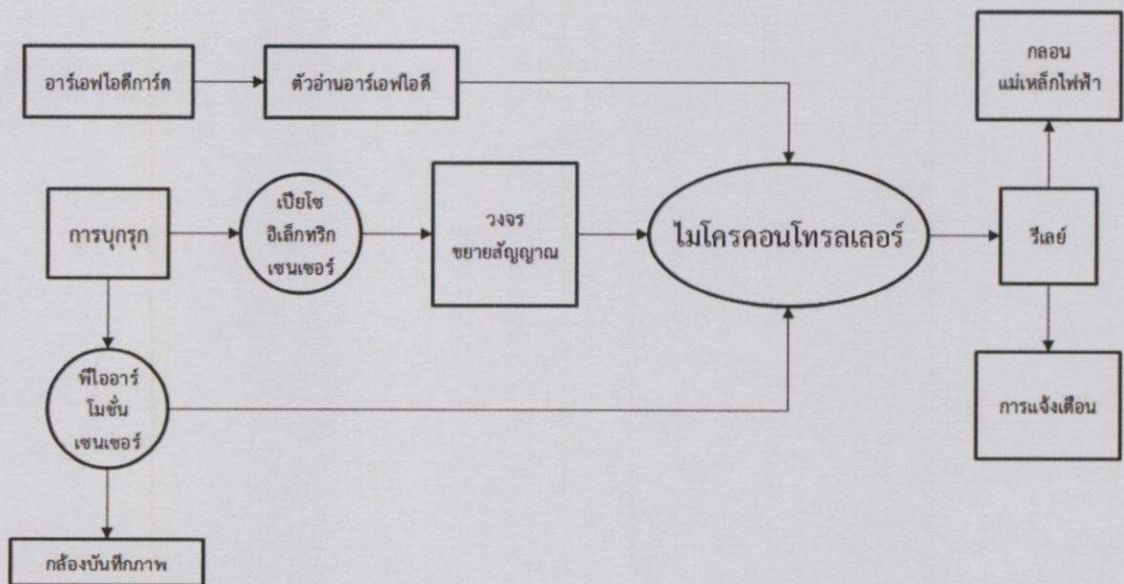 อาร์เอฟไอดีการ์ด
ตัวอ่านอาร์เอฟไอดี
กลอน
แม่เหล็กไฟฟ้า
การบุกรุก
เปียโซ
อิเล็กทริก
เซนเซอร์
วงจร
ขยายสัญญาณ
ไมโครคอนโทรลเลอร์
รีเลย์
พีไออาร์
โมชั่น
เซนเซอร์
การแจ้งเตือน
กล้องบันทึกภาพ